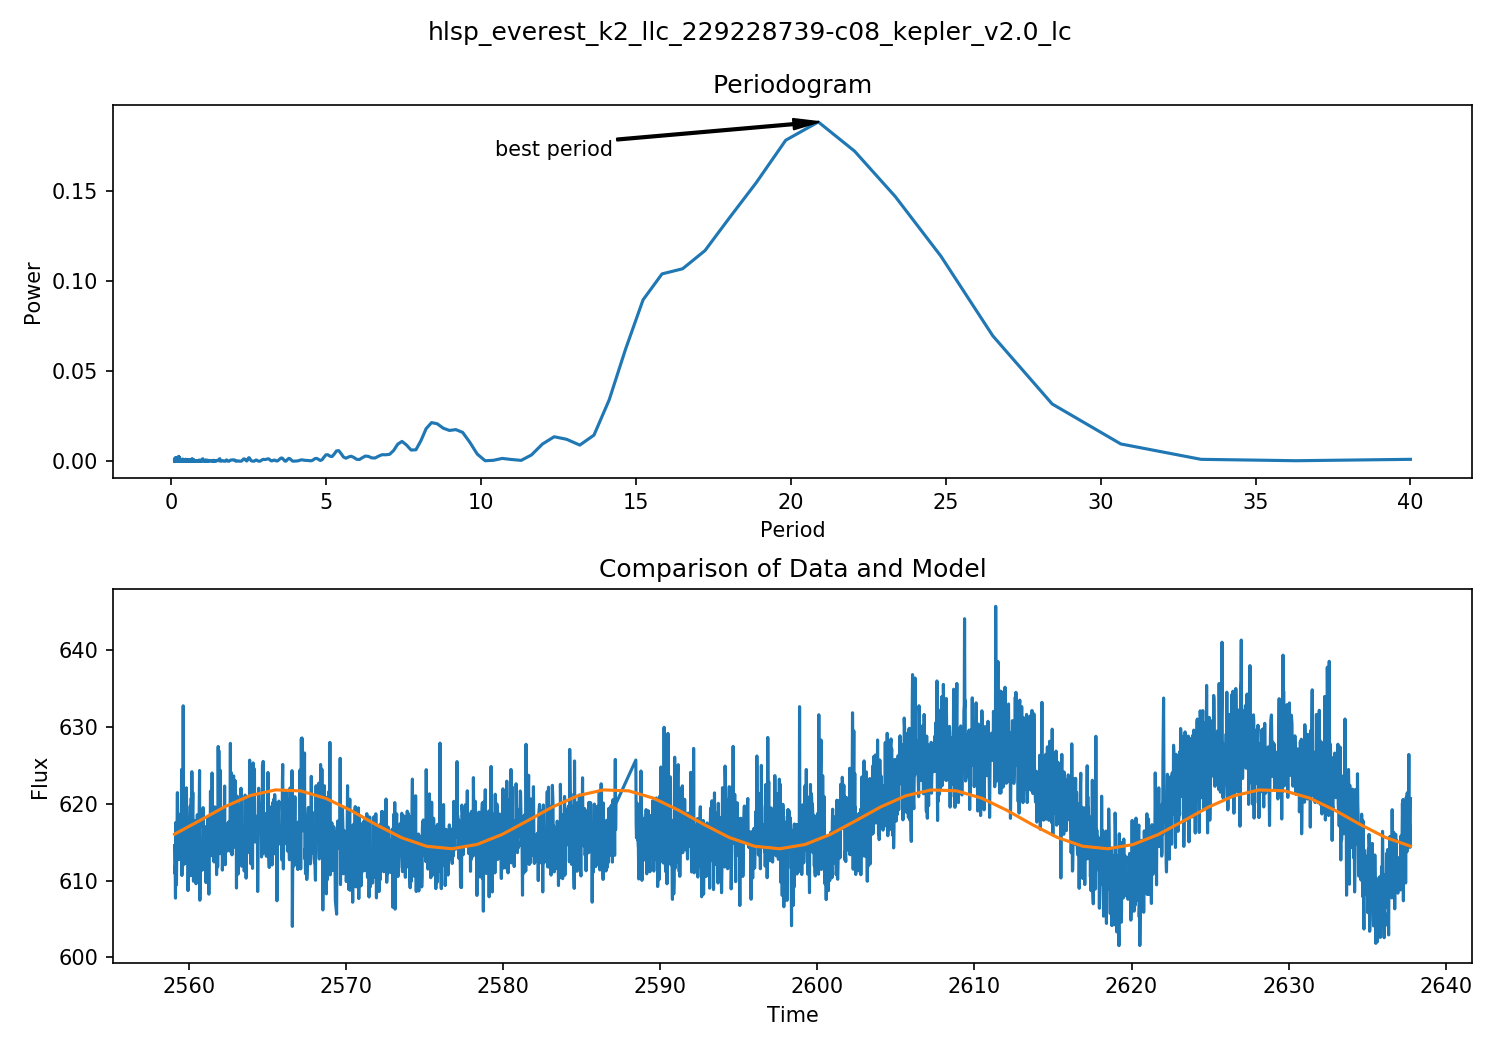 hlsp_everest_k2_llc_229228739-c08_kepler_v2.0_lc
Periodogram
best period
Power
0.15
0.10
0.05
0.00
0 5 10 15 20 25 30 35 40
Period
Comparison of Data and Model
Flux
640
630
620
610
600
2560 2570 2580 2590 2600 2610 2620 2630 2640
Time